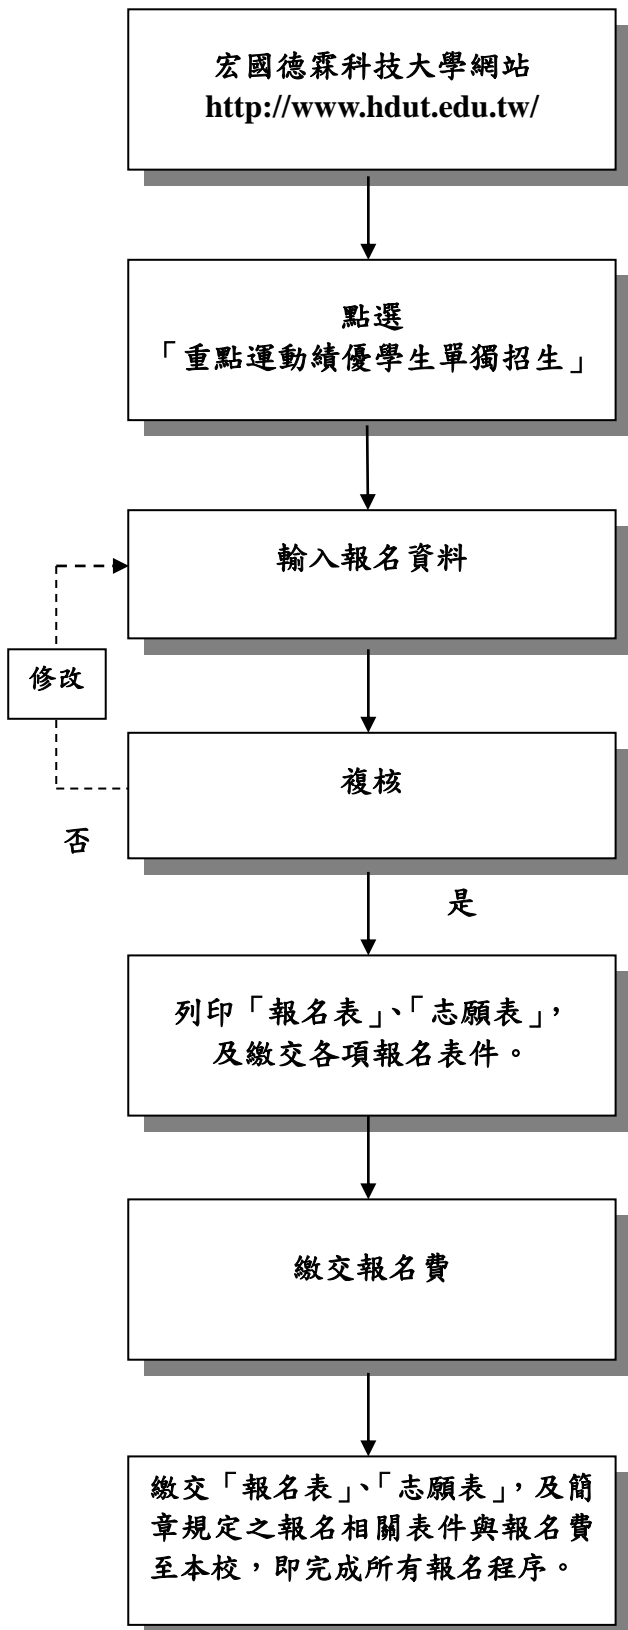 宏國德霖科技大學網站
http://www.hdut.edu.tw/
點選
「重點運動績優學生單獨招生」
輸入報名資料
修改
複核
否
是
列印「報名表」、「志願表」，
及繳交各項報名表件。
繳交報名費
繳交「報名表」、「志願表」，及簡
章規定之報名相關表件與報名費
至本校，即完成所有報名程序。